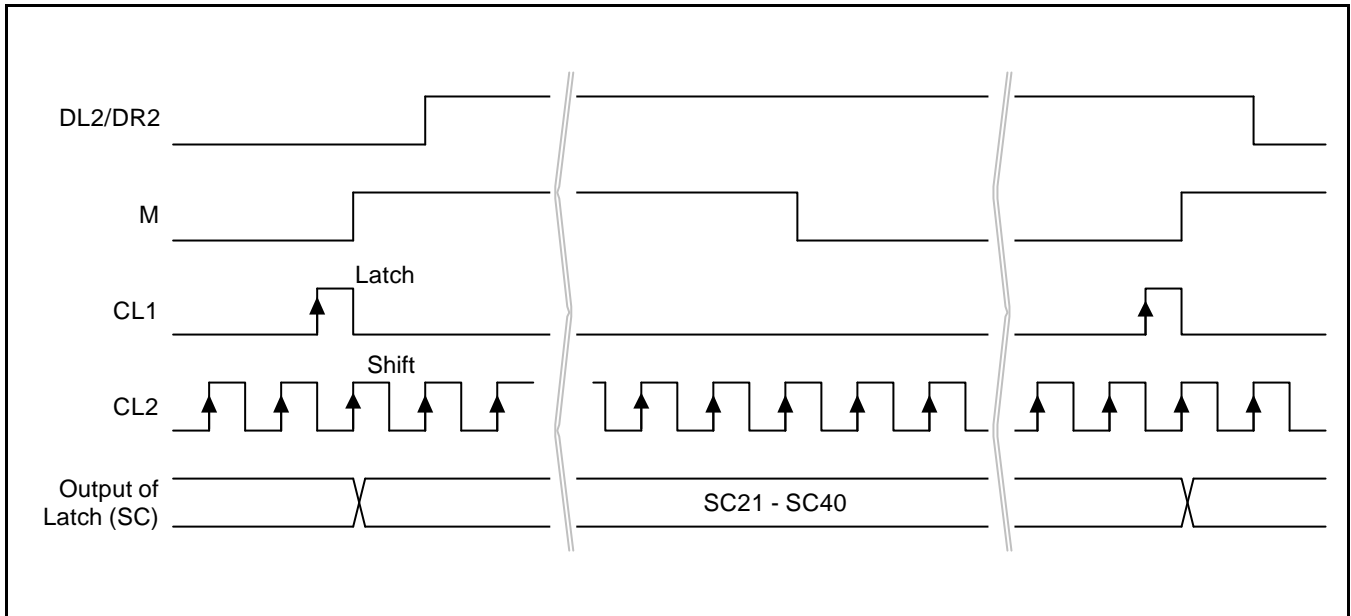 DL2/DR2
M
Latch
CL1
Shift
CL2
Output of
Latch (SC)
SC21 - SC40